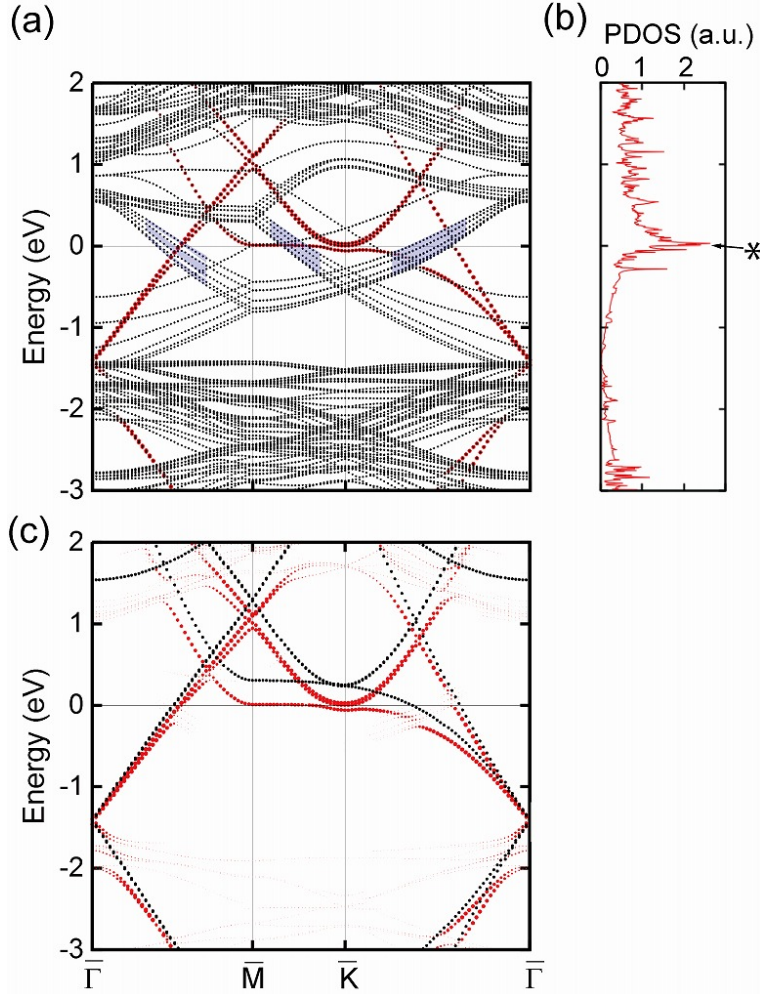 (a)
(b)
PDOS (a.u.)
0 1 2
2
1
0
-1
-2
-3
Energy (eV)
*
(c)
2
1
0
-1
-2
-3
Energy (eV)
Γ̅ M̅ K̅ Γ̅